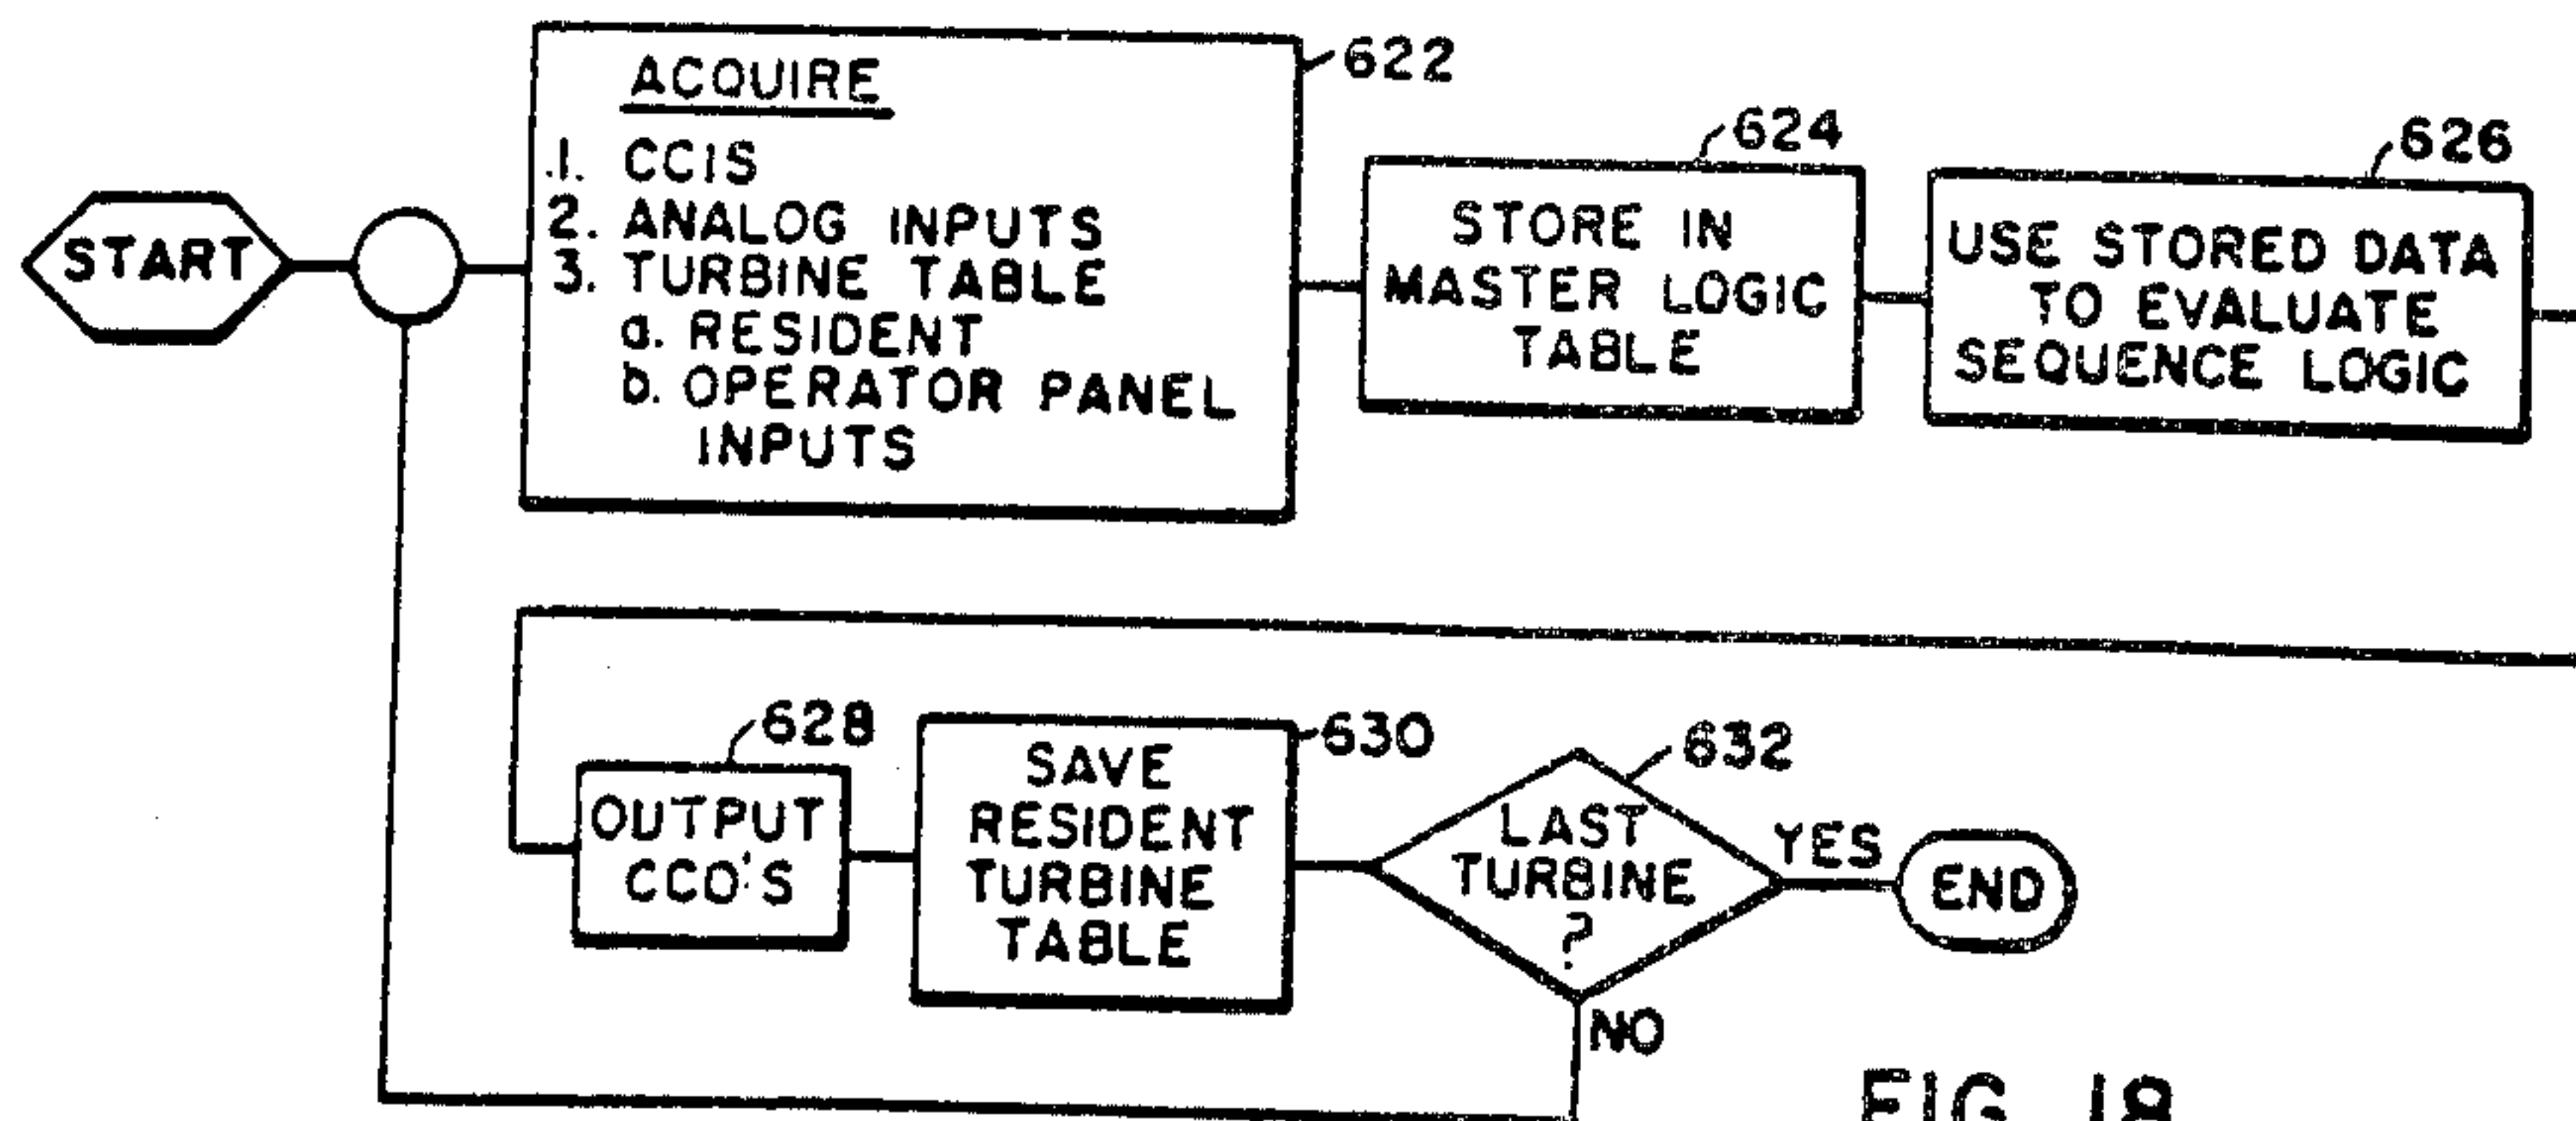 START
ACQUIRE
1. CCIS
2. ANALOG INPUTS
3. TURBINE TABLE
a. RESIDENT
b. OPERATOR PANEL
INPUTS
622
STORE IN
MASTER LOGIC
TABLE
624
USE STORED DATA
TO EVALUATE
SEQUENCE LOGIC
626
OUTPUT
CCO'S
628
SAVE
RESIDENT
TURBINE
TABLE
630
LAST
TURBINE
?
632
YES
END
NO
FIG. 18